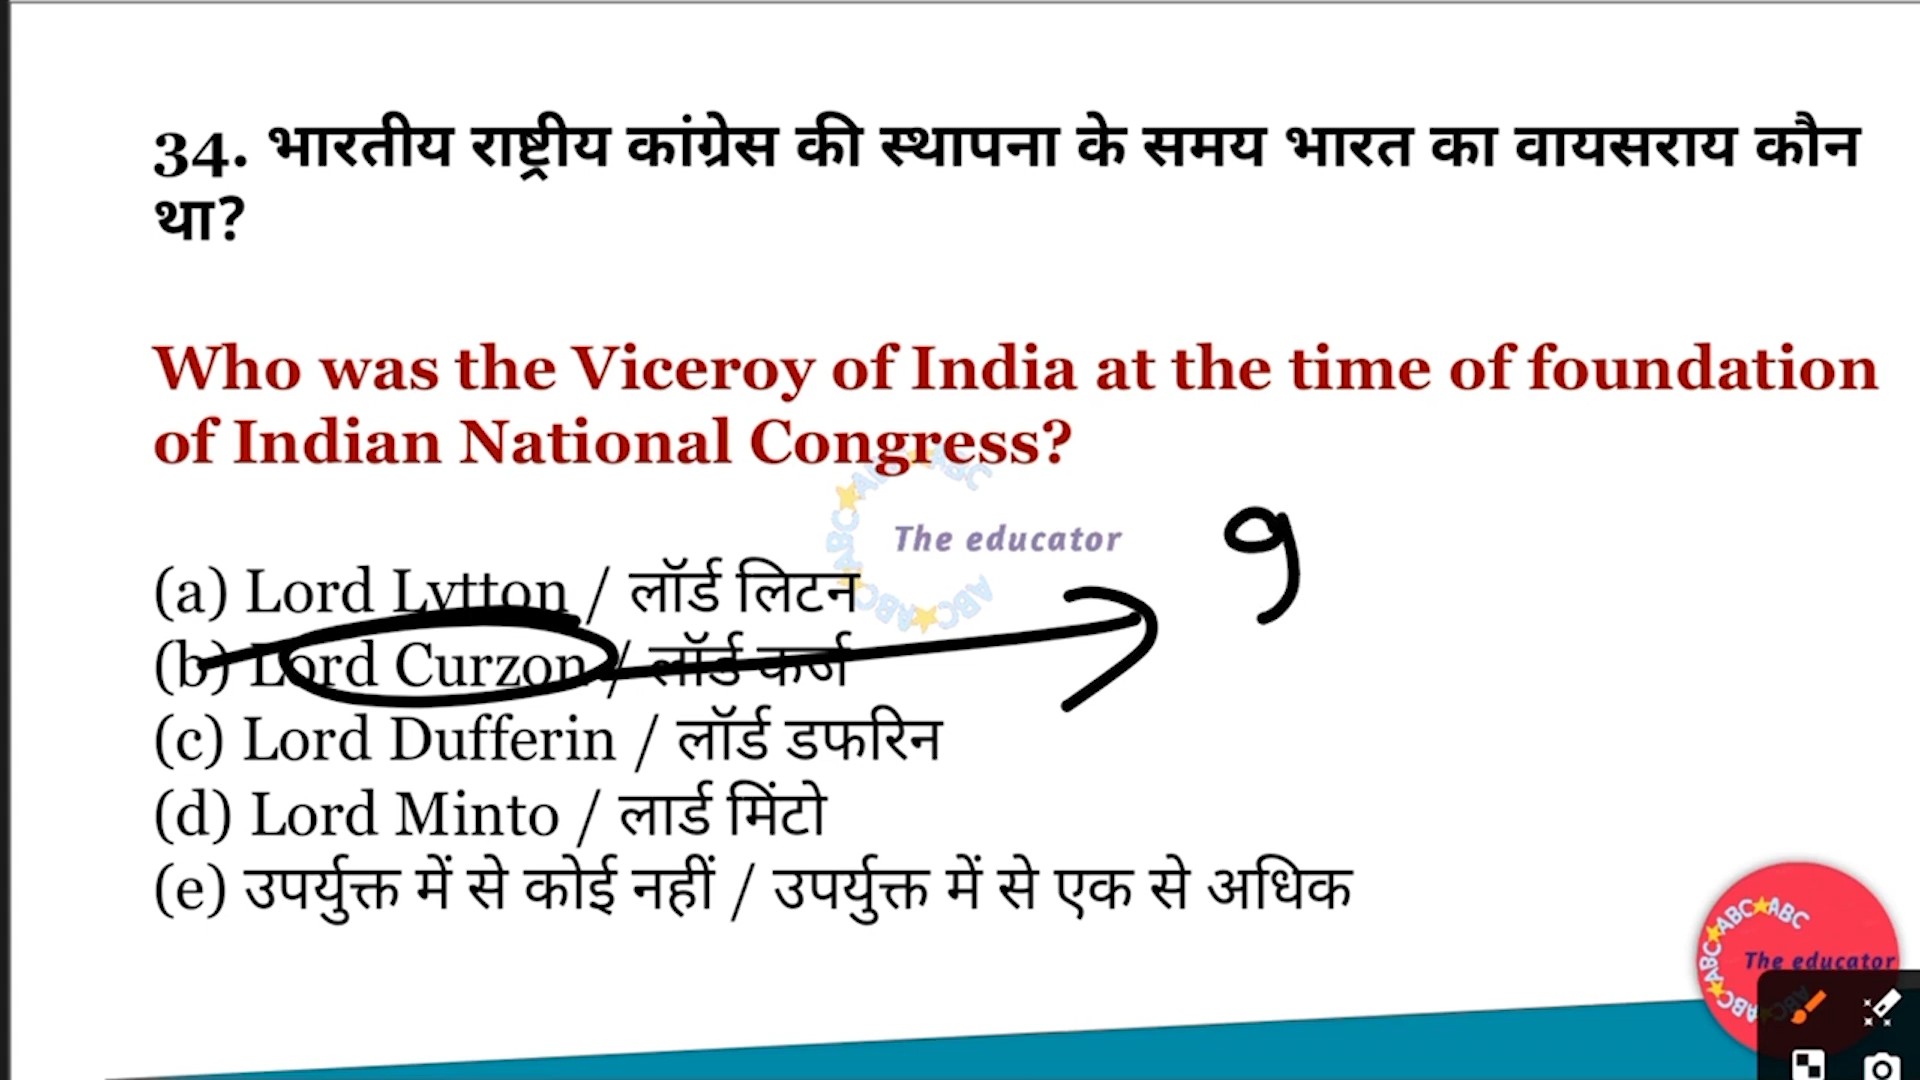 34. भारतीय राष्ट्रीय कांग्रेस की स्थापना के समय भारत का वायसराय कौन
था?
Who was the Viceroy of India at the time of foundation
of Indian National Congress?
The educator
9
(a) Lord Lytton / लॉर्ड लिटन
(b) Lord Curzon / लॉर्ड कर्ज
(c) Lord Dufferin / लॉर्ड डफरिन
(d) Lord Minto / लार्ड मिंटो
(e) उपर्युक्त में से कोई नहीं / उपर्युक्त में से एक से अधिक
ABC ABC
The educator